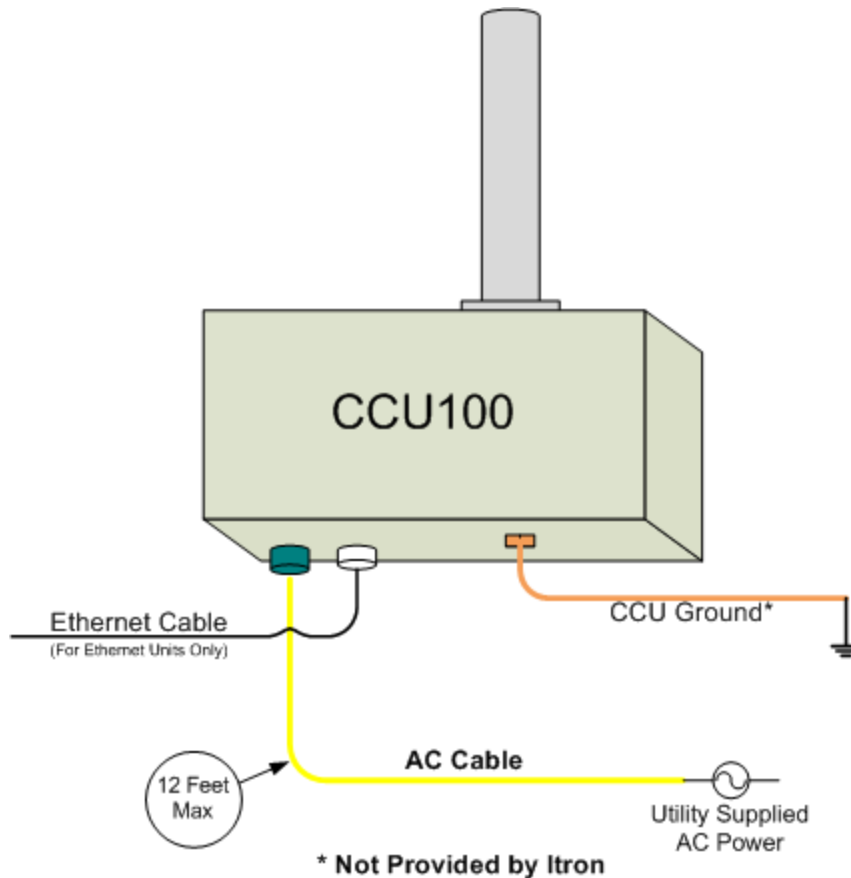 CCU100
Ethernet Cable
(For Ethernet Units Only)
CCU Ground*
12 Feet
Max
AC Cable
Utility Supplied
AC Power
* Not Provided by Itron